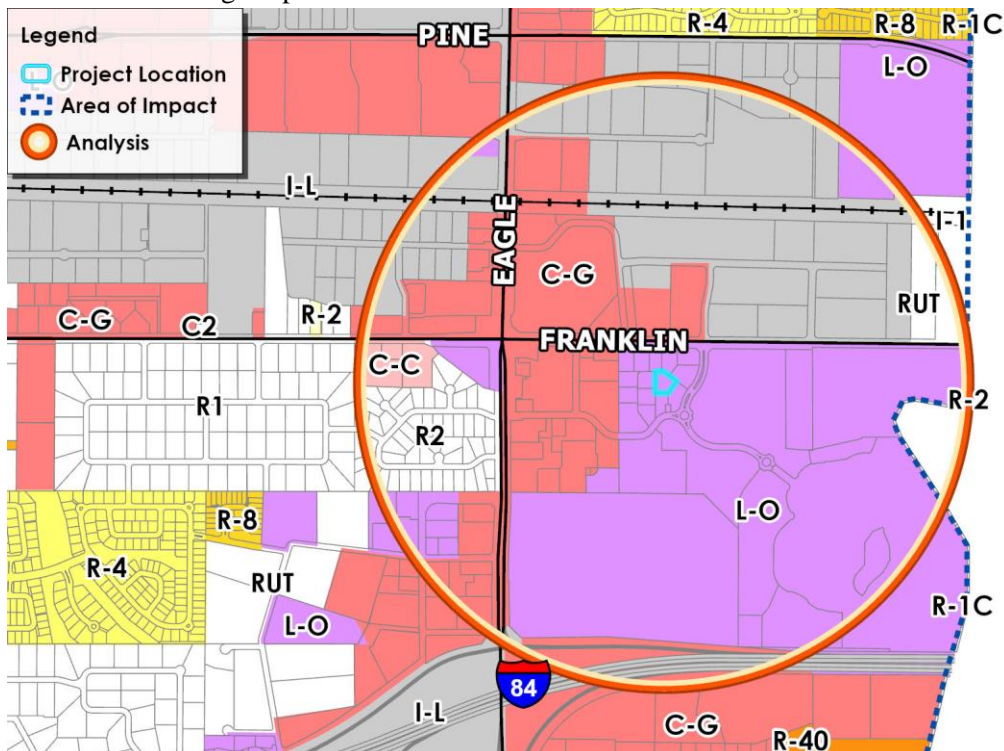 Legend
Project Location
Area of Impact
Analysis
PINE
R-4
R-8
R-1C
L-O
I-L
EAGLE
I-1
C-G
RUT
C-G
C2
R-2
FRANKLIN
C-C
R1
R2
R-2
R-8
L-O
R-4
RUT
L-O
R-1C
84
I-L
C-G
R-40